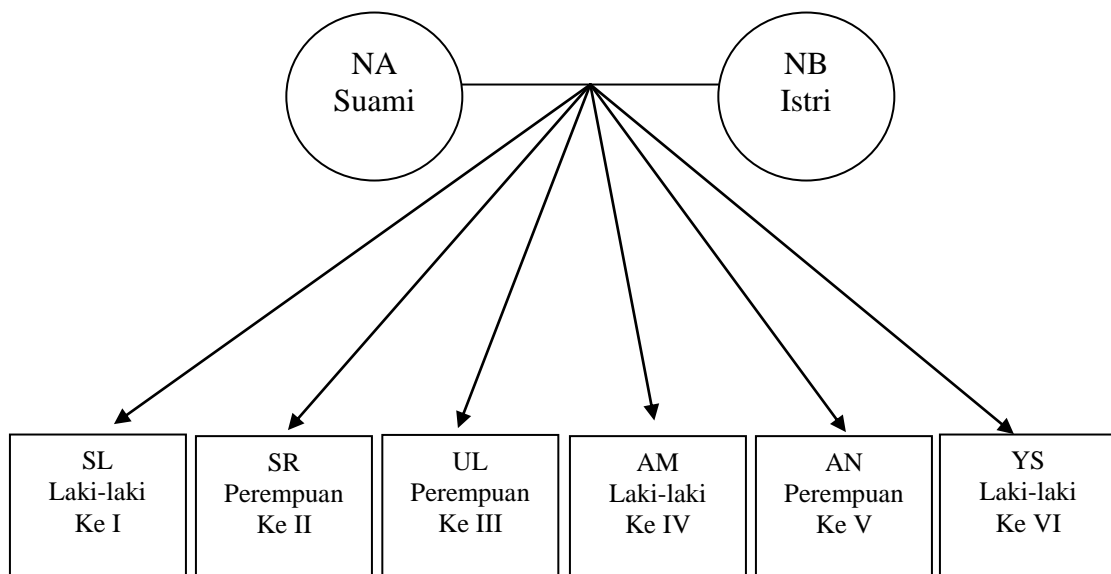 NA
Suami
NB
Istri
SL
Laki-laki
Ke I
SR
Perempuan
Ke II
UL
Perempuan
Ke III
AM
Laki-laki
Ke IV
AN
Perempuan
Ke V
YS
Laki-laki
Ke VI